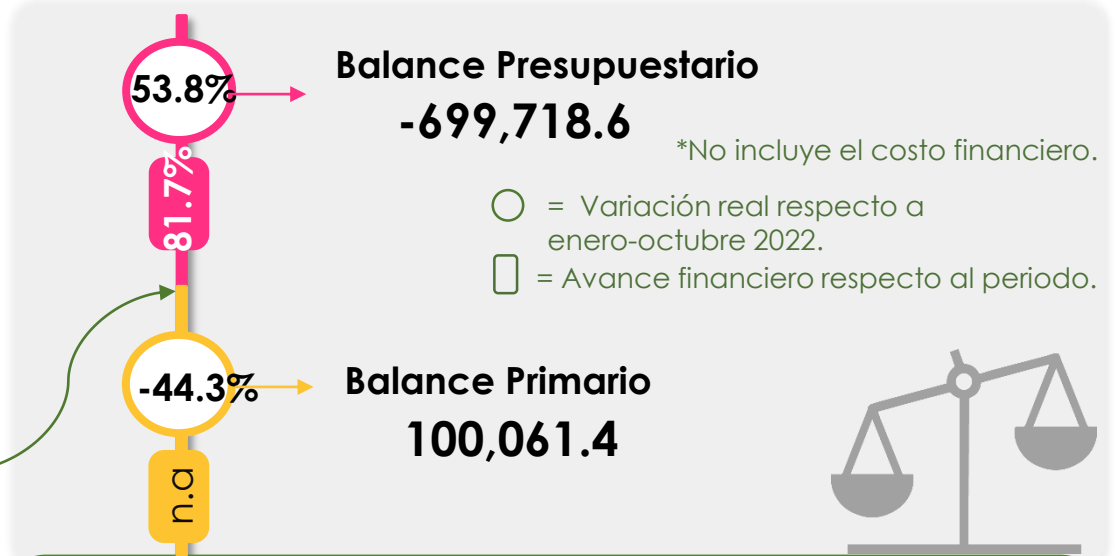 53.8%
Balance Presupuestario
-699,718.6
*No incluye el costo financiero.
81.7%
= Variación real respecto a
enero-octubre 2022.
= Avance financiero respecto al periodo.
-44.3%
Balance Primario
100,061.4
n.a